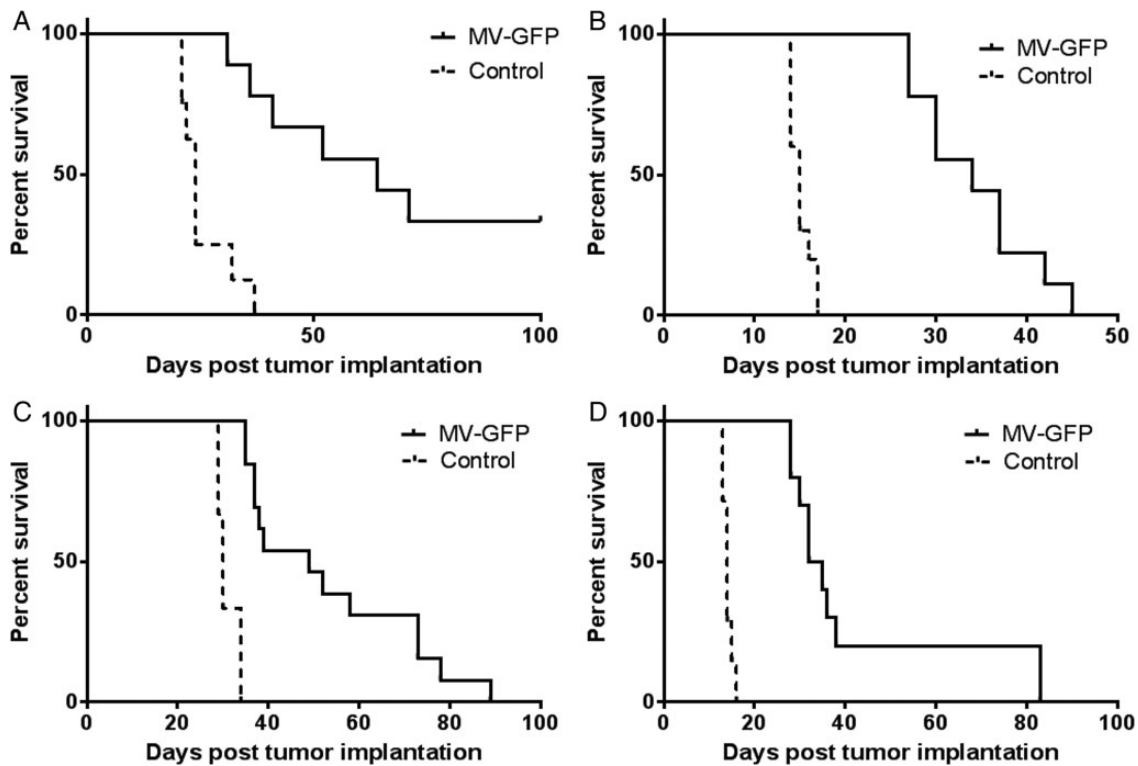 A
100
50
0
Percent survival
MV-GFP
Control
0 50 100
Days post tumor implantation
B
100
50
0
Percent survival
MV-GFP
Control
0 10 20 30 40 50
Days post tumor implantation
C
100
50
0
Percent survival
MV-GFP
Control
0 20 40 60 80 100
Days post tumor implantation
D
100
50
0
Percent survival
MV-GFP
Control
0 20 40 60 80 100
Days post tumor implantation